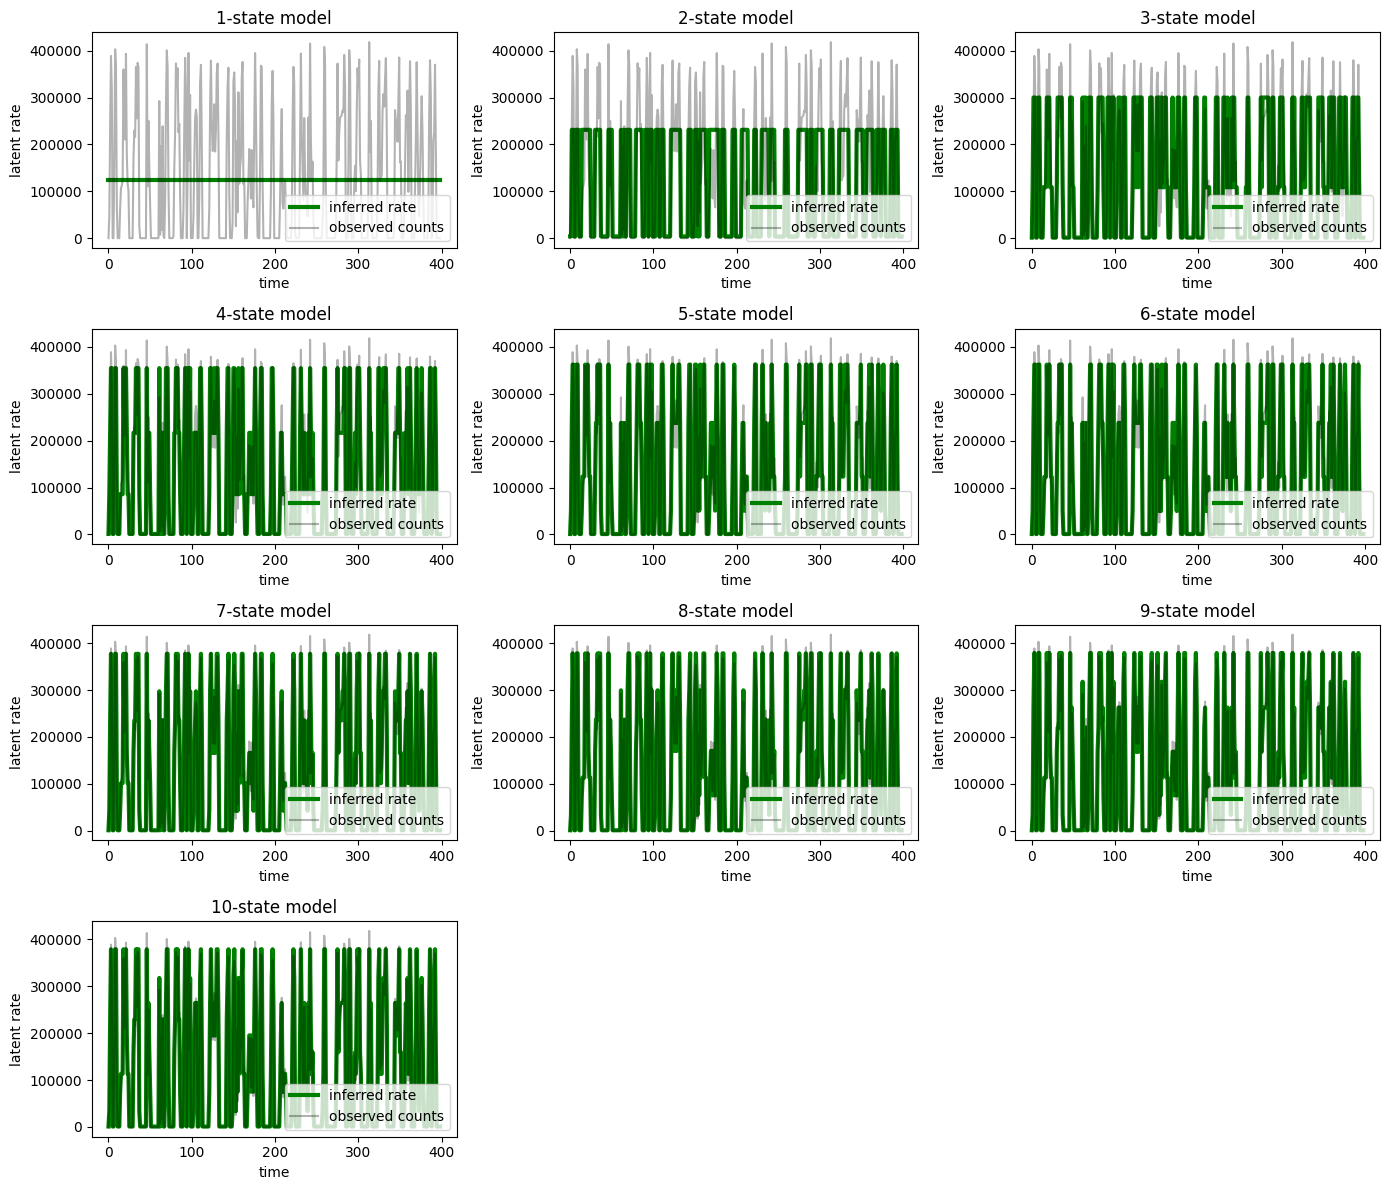 1-state model
2-state model
3-state model
latent rate
400000
300000
200000
100000
0
inferred rate
observed counts
0 100 200 300 400
time
latent rate
400000
300000
200000
100000
0
inferred rate
observed counts
0 100 200 300 400
time
latent rate
400000
300000
200000
100000
0
inferred rate
observed counts
0 100 200 300 400
time
4-state model
5-state model
6-state model
latent rate
400000
300000
200000
100000
0
inferred rate
observed counts
0 100 200 300 400
time
latent rate
400000
300000
200000
100000
0
inferred rate
observed counts
0 100 200 300 400
time
latent rate
400000
300000
200000
100000
0
inferred rate
observed counts
0 100 200 300 400
time
7-state model
8-state model
9-state model
latent rate
400000
300000
200000
100000
0
inferred rate
observed counts
0 100 200 300 400
time
latent rate
400000
300000
200000
100000
0
inferred rate
observed counts
0 100 200 300 400
time
latent rate
400000
300000
200000
100000
0
inferred rate
observed counts
0 100 200 300 400
time
10-state model
latent rate
400000
300000
200000
100000
0
inferred rate
observed counts
0 100 200 300 400
time